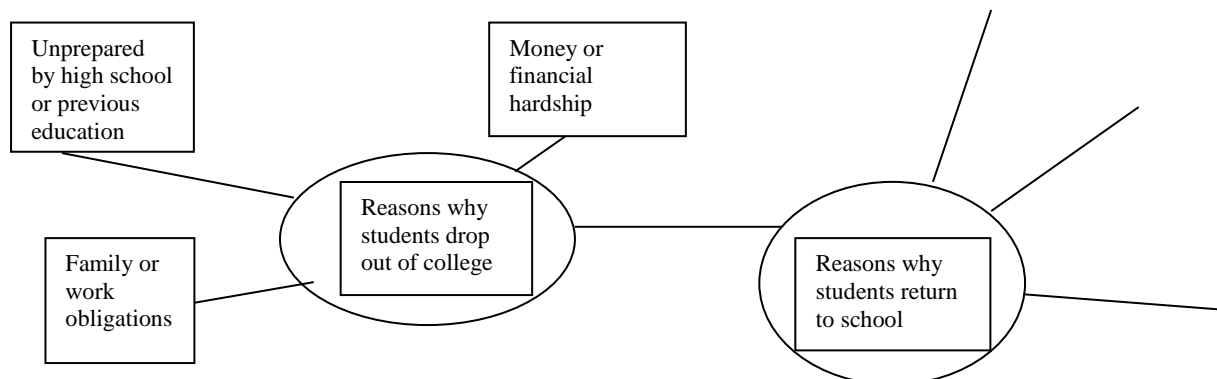 Unprepared
by high school
or previous
education
Money or
financial
hardship
Reasons why
students drop
out of college
Family or
work
obligations
Reasons why
students return
to school